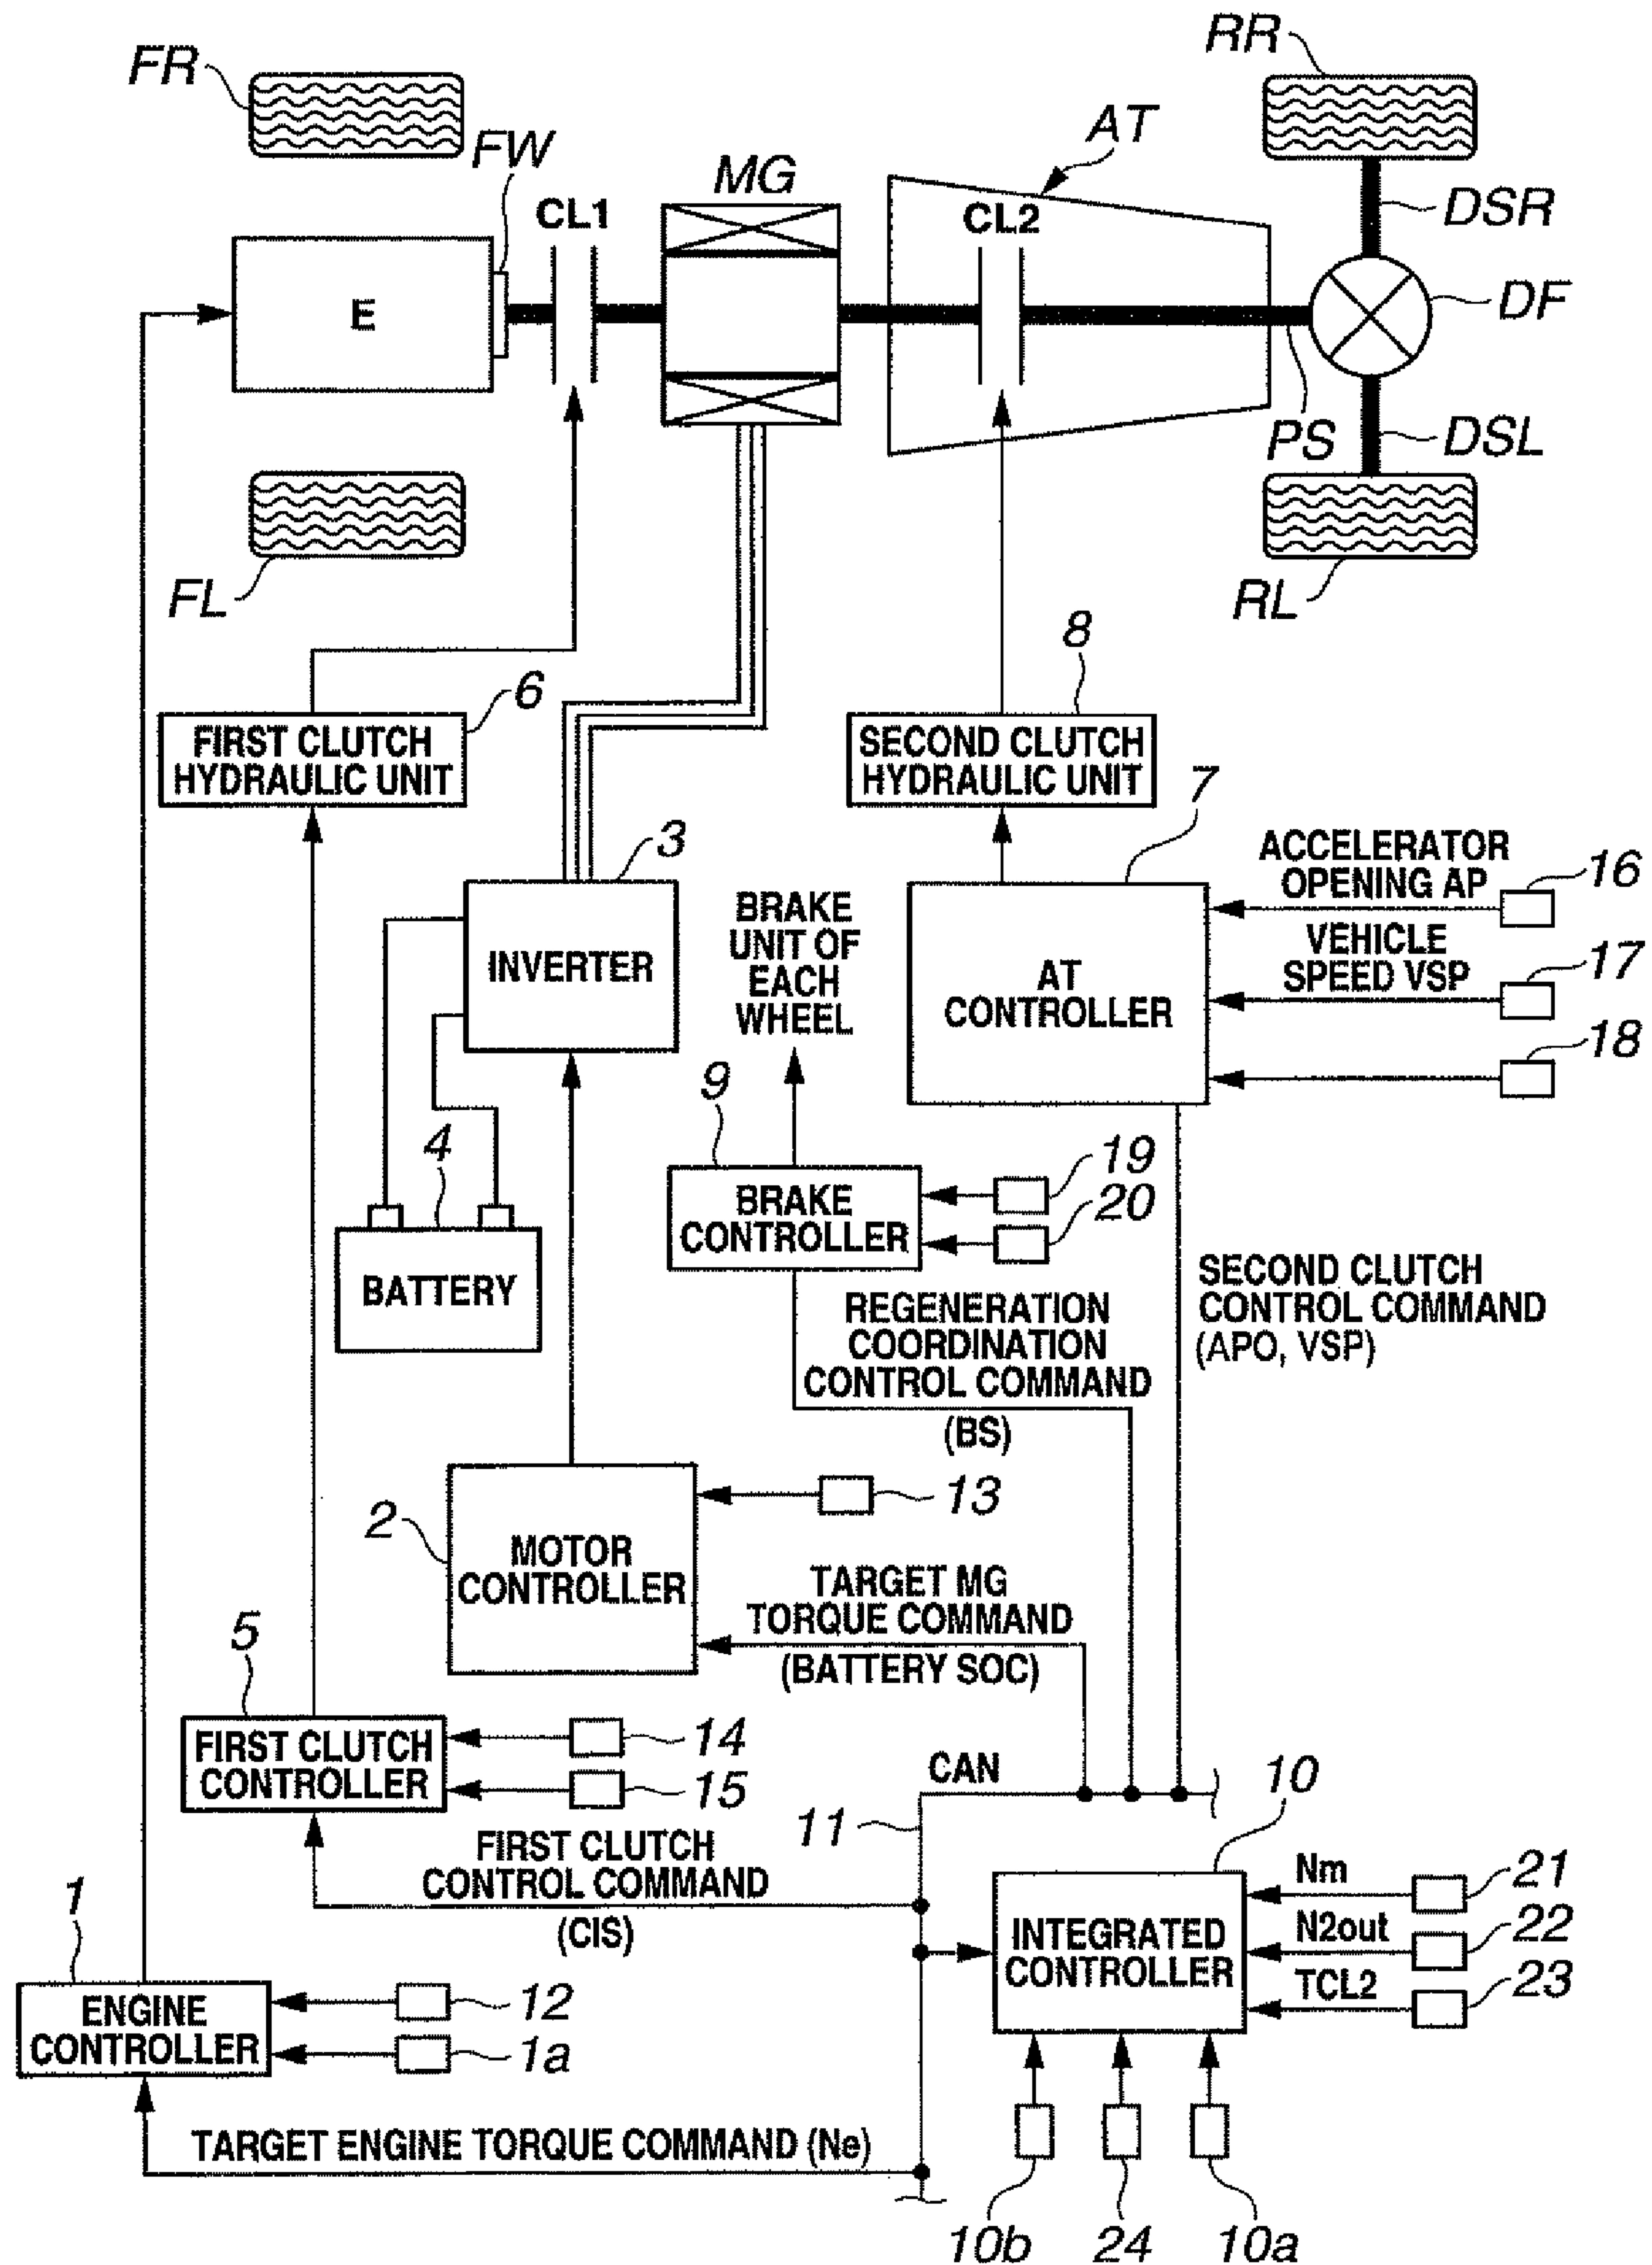 FR
RR
FW
MG
AT
CL1
CL2
DSR
E
DF
PS
DSL
FL
RL
6
8
FIRST CLUTCH
HYDRAULIC UNIT
SECOND CLUTCH
HYDRAULIC UNIT
7
3
ACCELERATOR
OPENING AP
16
BRAKE
UNIT OF
EACH
WHEEL
INVERTER
AT
CONTROLLER
VEHICLE
SPEED VSP
17
18
9
4
19
BRAKE
CONTROLLER
20
BATTERY
SECOND CLUTCH
CONTROL COMMAND
(APO, VSP)
REGENERATION
COORDINATION
CONTROL COMMAND
(BS)
13
2
MOTOR
CONTROLLER
TARGET MG
TORQUE COMMAND
(BATTERY SOC)
5
FIRST CLUTCH
CONTROLLER
14
15
CAN
10
11
FIRST CLUTCH
CONTROL COMMAND
(CIS)
1
INTEGRATED
CONTROLLER
Nm
21
N2out
22
TCL2
23
ENGINE
CONTROLLER
12
1a
TARGET ENGINE TORQUE COMMAND (Ne)
10b
24
10a